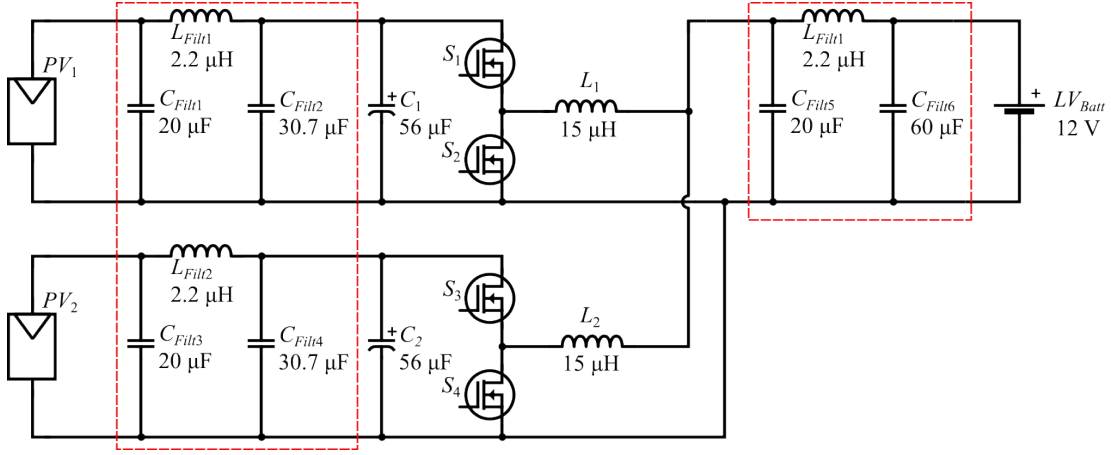 PV1
LFilt1
2.2 μH
CFilt1
20 μF
CFilt2
30.7 μF
+ C1
56 μF
S1
S2
L1
15 μH
LFilt1
2.2 μH
CFilt5
20 μF
CFilt6
60 μF
+ LVBatt
12 V
PV2
LFilt2
2.2 μH
CFilt3
20 μF
CFilt4
30.7 μF
+ C2
56 μF
S3
S4
L2
15 μH